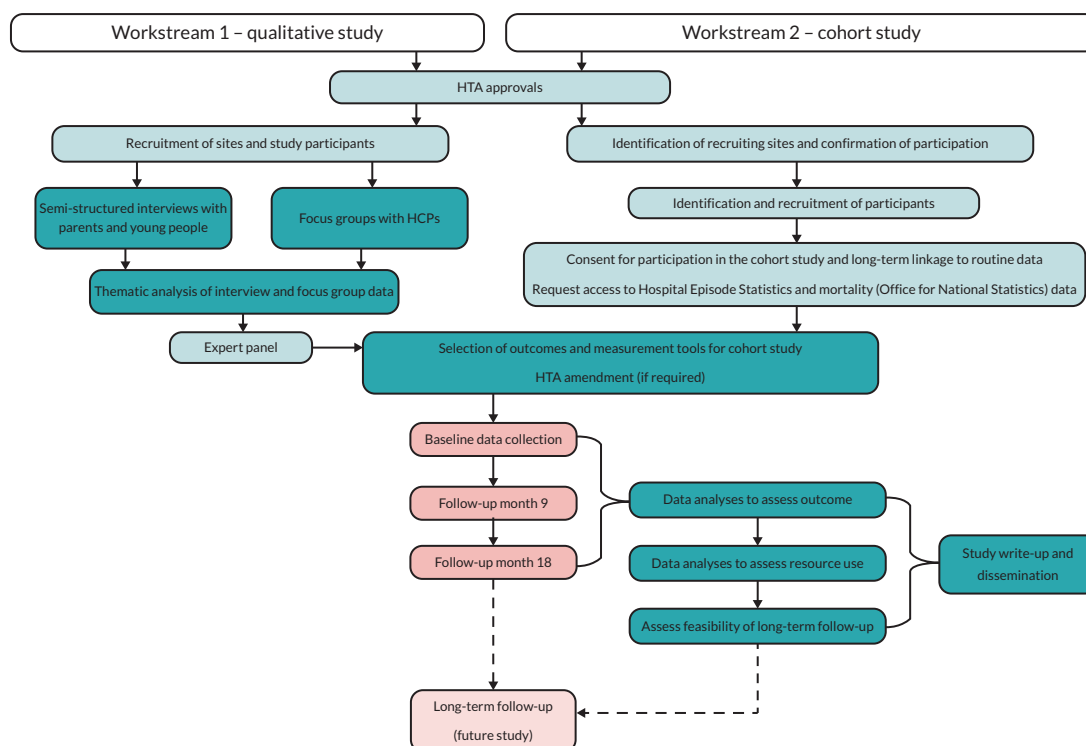 Workstream 1 – qualitative study
Workstream 2 – cohort study
HTA approvals
Recruitment of sites and study participants
Identification of recruiting sites and confirmation of participation
Semi-structured interviews with
parents and young people
Focus groups with HCPs
Identification and recruitment of participants
Consent for participation in the cohort study and long-term linkage to routine data
Request access to Hospital Episode Statistics and mortality (Office for National Statistics) data
Thematic analysis of interview and focus group data
Expert panel
Selection of outcomes and measurement tools for cohort study
HTA amendment (if required)
Baseline data collection
Follow-up month 9
Follow-up month 18
Data analyses to assess outcome
Data analyses to assess resource use
Assess feasibility of long-term follow-up
Study write-up and
dissemination
Long-term follow-up
(future study)